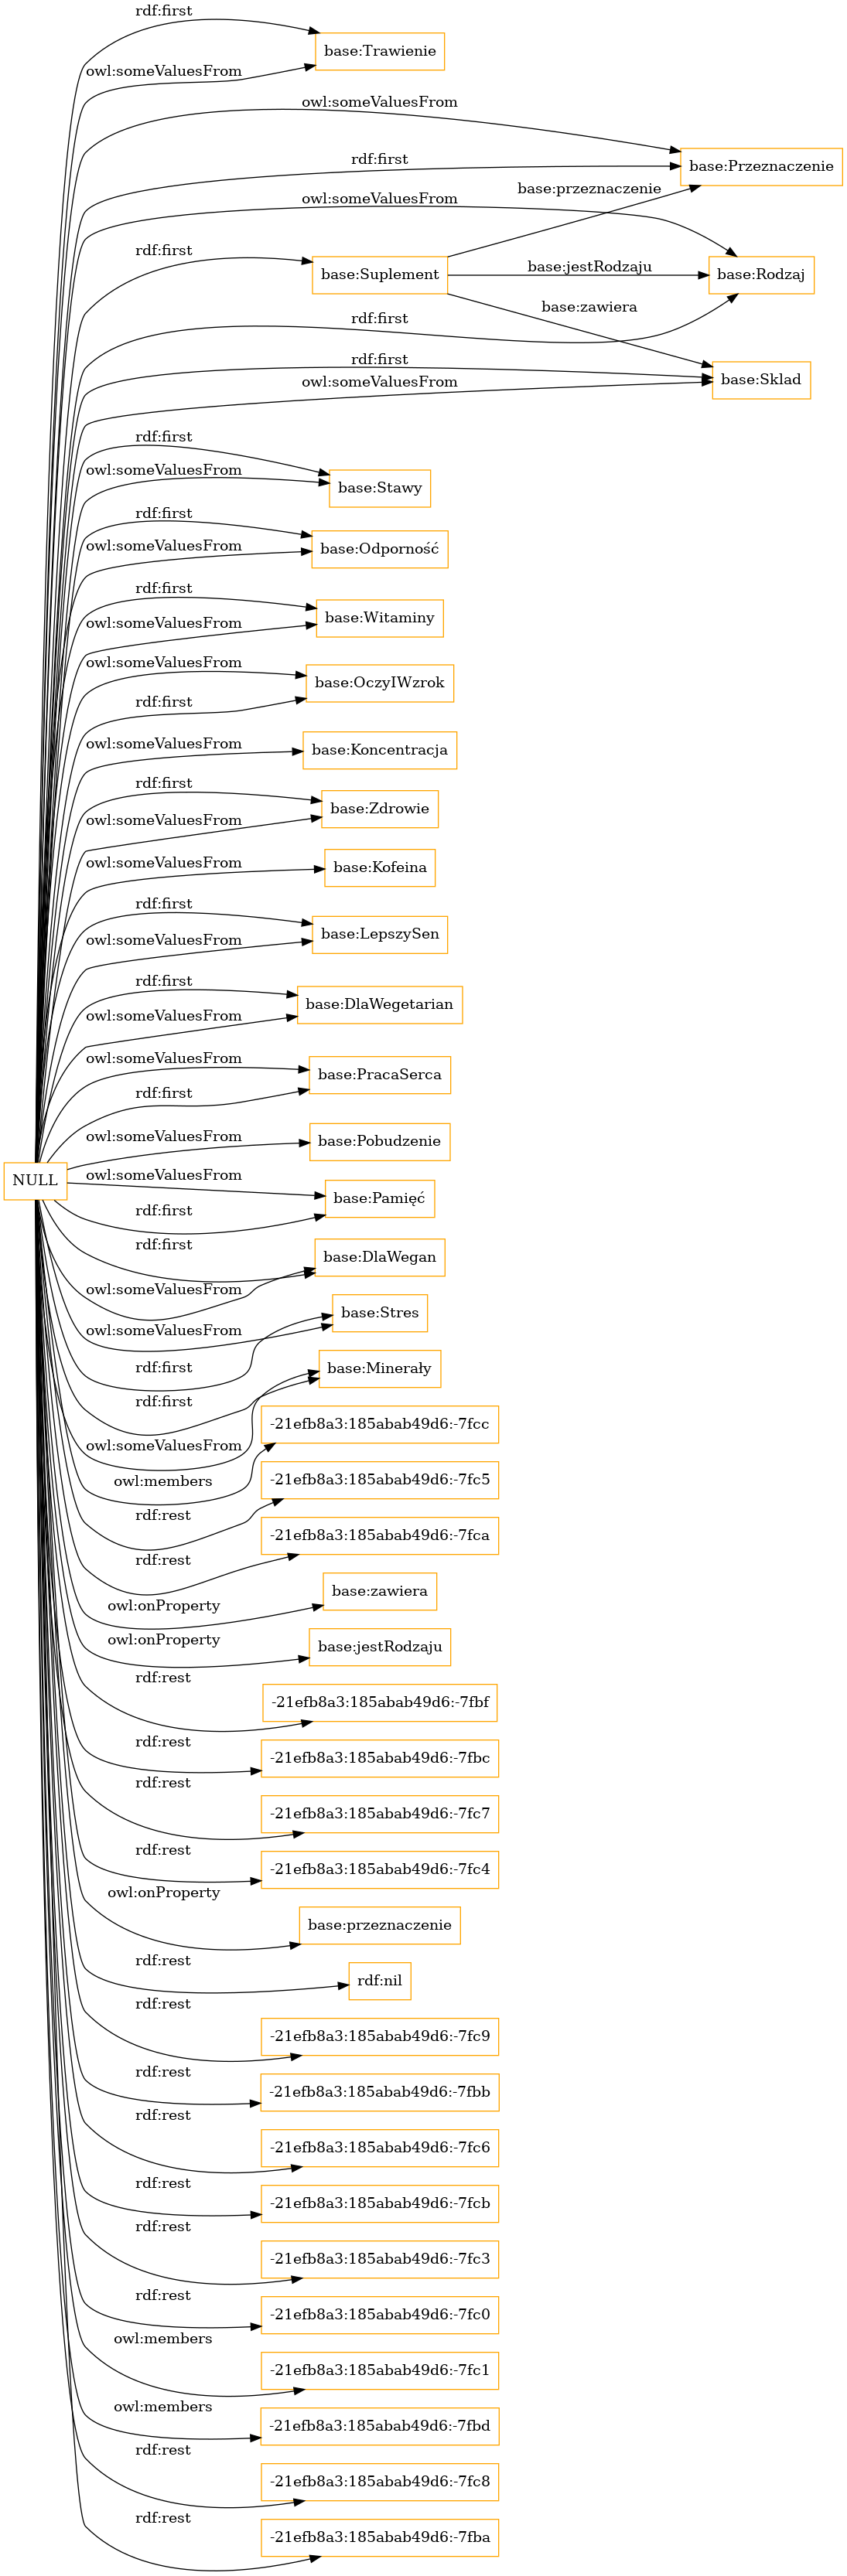 rdf:first
base:Trawienie
owl:someValuesFrom
owl:someValuesFrom
rdf:first
base:Przeznaczenie
base:przeznaczenie
owl:someValuesFrom
rdf:first
base:Suplement
base:jestRodzaju
base:Rodzaj
base:zawiera
rdf:first
rdf:first
base:Sklad
owl:someValuesFrom
rdf:first
owl:someValuesFrom
base:Stawy
rdf:first
owl:someValuesFrom
base:Odporność
rdf:first
base:Witaminy
owl:someValuesFrom
owl:someValuesFrom
base:OczyIWzrok
rdf:first
owl:someValuesFrom
base:Koncentracja
rdf:first
base:Zdrowie
owl:someValuesFrom
owl:someValuesFrom
base:Kofeina
rdf:first
base:LepszySen
owl:someValuesFrom
rdf:first
base:DlaWegetarian
owl:someValuesFrom
owl:someValuesFrom
base:PracaSerca
rdf:first
owl:someValuesFrom
base:Pobudzenie
NULL
owl:someValuesFrom
base:Pamięć
rdf:first
rdf:first
base:DlaWegan
owl:someValuesFrom
base:Stres
owl:someValuesFrom
rdf:first
base:Minerały
rdf:first
owl:someValuesFrom
-21efb8a3:185abab49d6:-7fcc
owl:members
-21efb8a3:185abab49d6:-7fc5
rdf:rest
-21efb8a3:185abab49d6:-7fca
rdf:rest
base:zawiera
owl:onProperty
base:jestRodzaju
owl:onProperty
rdf:rest
-21efb8a3:185abab49d6:-7fbf
rdf:rest
-21efb8a3:185abab49d6:-7fbc
rdf:rest
-21efb8a3:185abab49d6:-7fc7
rdf:rest
-21efb8a3:185abab49d6:-7fc4
owl:onProperty
base:przeznaczenie
rdf:rest
rdf:nil
rdf:rest
-21efb8a3:185abab49d6:-7fc9
rdf:rest
-21efb8a3:185abab49d6:-7fbb
rdf:rest
-21efb8a3:185abab49d6:-7fc6
rdf:rest
-21efb8a3:185abab49d6:-7fcb
rdf:rest
-21efb8a3:185abab49d6:-7fc3
rdf:rest
-21efb8a3:185abab49d6:-7fc0
owl:members
-21efb8a3:185abab49d6:-7fc1
owl:members
-21efb8a3:185abab49d6:-7fbd
rdf:rest
-21efb8a3:185abab49d6:-7fc8
rdf:rest
-21efb8a3:185abab49d6:-7fba